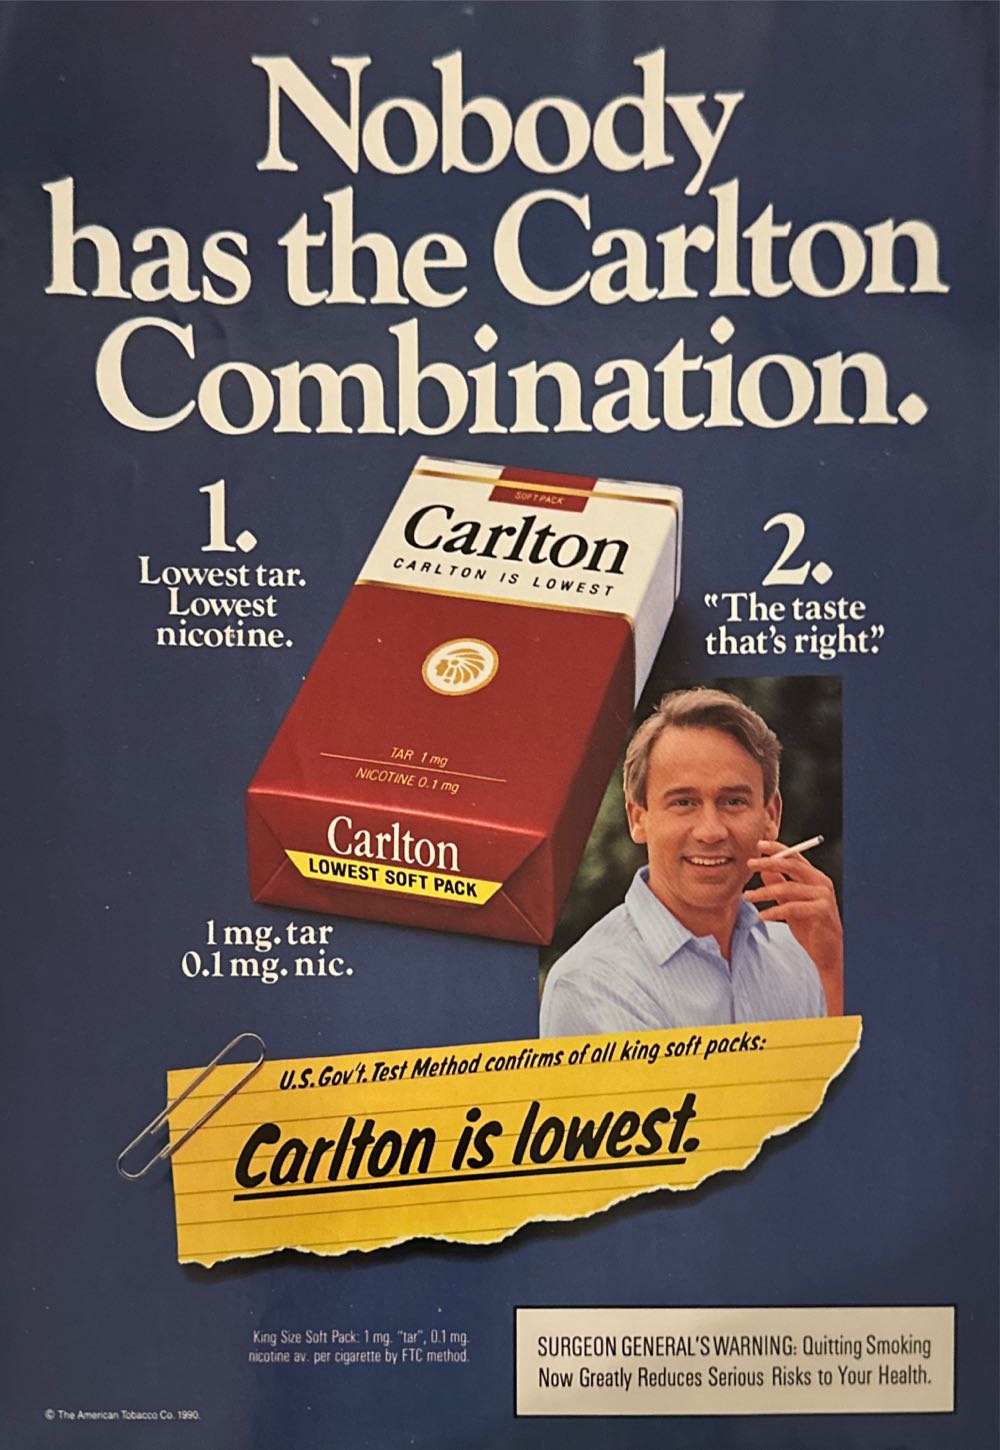 Nobody
has the Carlton
Combination.
1.
Lowest tar.
Lowest
nicotine.
SOFT PACK
Carlton
CARLTON IS LOWEST
TAR 1 mg
NICOTINE 0.1 mg
Carlton
LOWEST SOFT PACK
2.
“The taste
that’s right.”
1 mg. tar
0.1 mg. nic.
U.S. Gov’t. Test Method confirms of all king soft packs:
Carlton is lowest.
King Size Soft Pack: 1 mg. “tar”, 0.1 mg.
nicotine av. per cigarette by FTC method.
SURGEON GENERAL’S WARNING: Quitting Smoking
Now Greatly Reduces Serious Risks to Your Health.
© The American Tobacco Co. 1990.